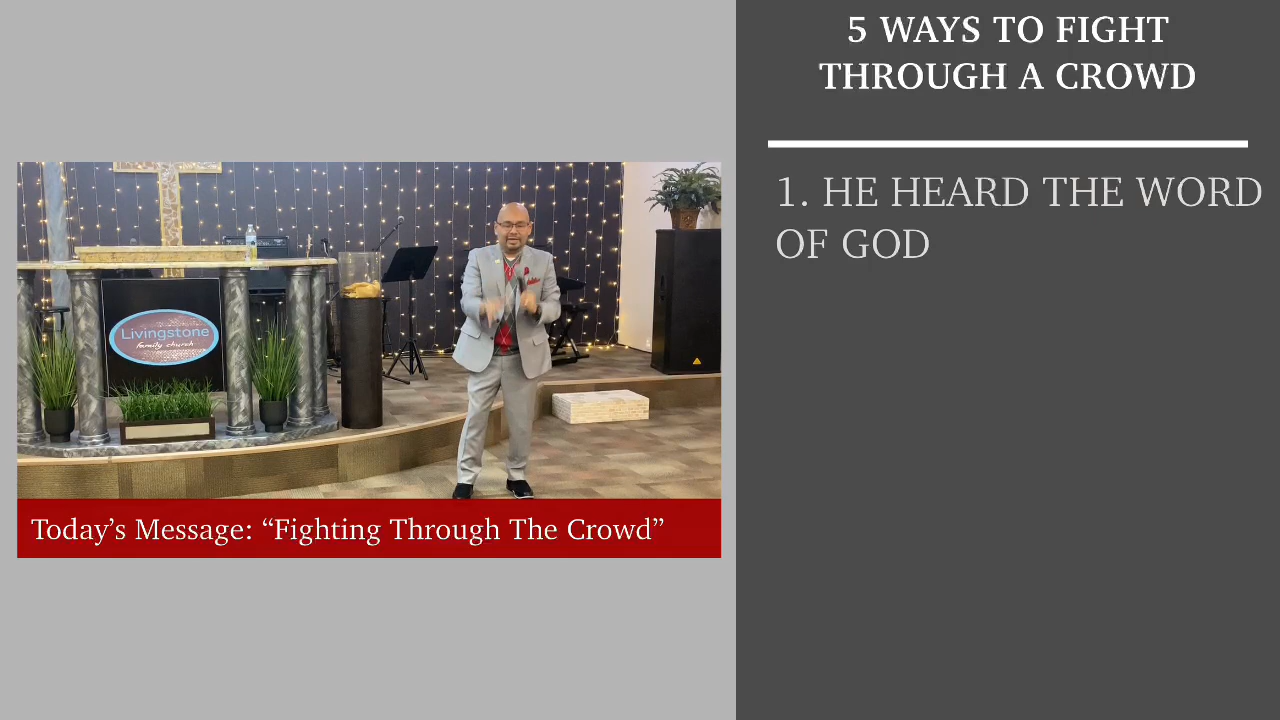 5 WAYS TO FIGHT
THROUGH A CROWD
1. HE HEARD THE WORD
OF GOD
Livingstone
family church
Today's Message: “Fighting Through The Crowd”